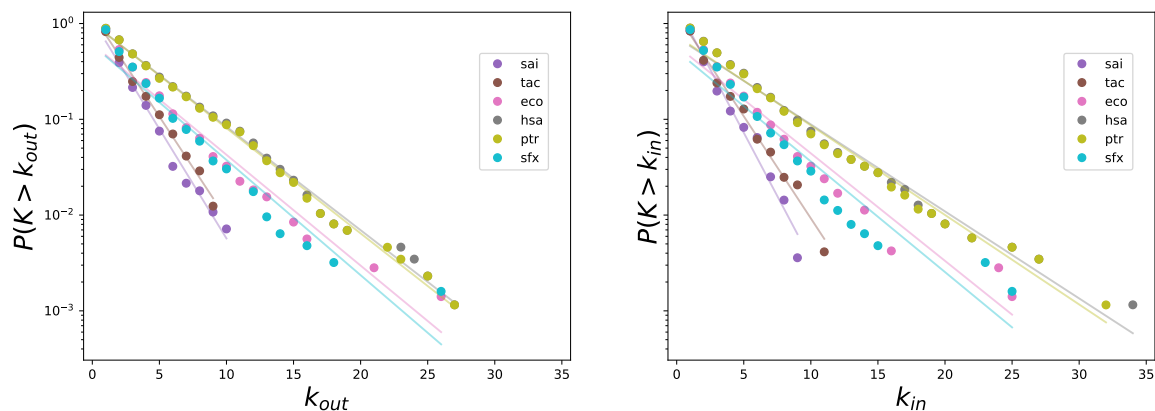 P(K > k_out)
10^0
10^−1
10^−2
10^−3
0 5 10 15 20 25 30 35
k_out
sai
tac
eco
hsa
ptr
sfx
P(K > k_in)
0 5 10 15 20 25 30 35
k_in
sai
tac
eco
hsa
ptr
sfx